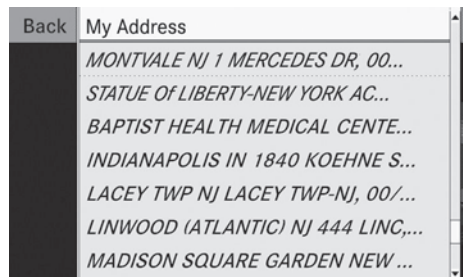 Back My Address
MONTVALE NJ 1 MERCEDES DR, 00...
STATUE Of LIBERTY-NEW YORK AC...
BAPTIST HEALTH MEDICAL CENTE...
INDIANAPOLIS IN 1840 KOEHNE S...
LACEY TWP NJ LACEY TWP-NJ, 00/...
LINWOOD (ATLANTIC) NJ 444 LINC,...
MADISON SQUARE GARDEN NEW ...